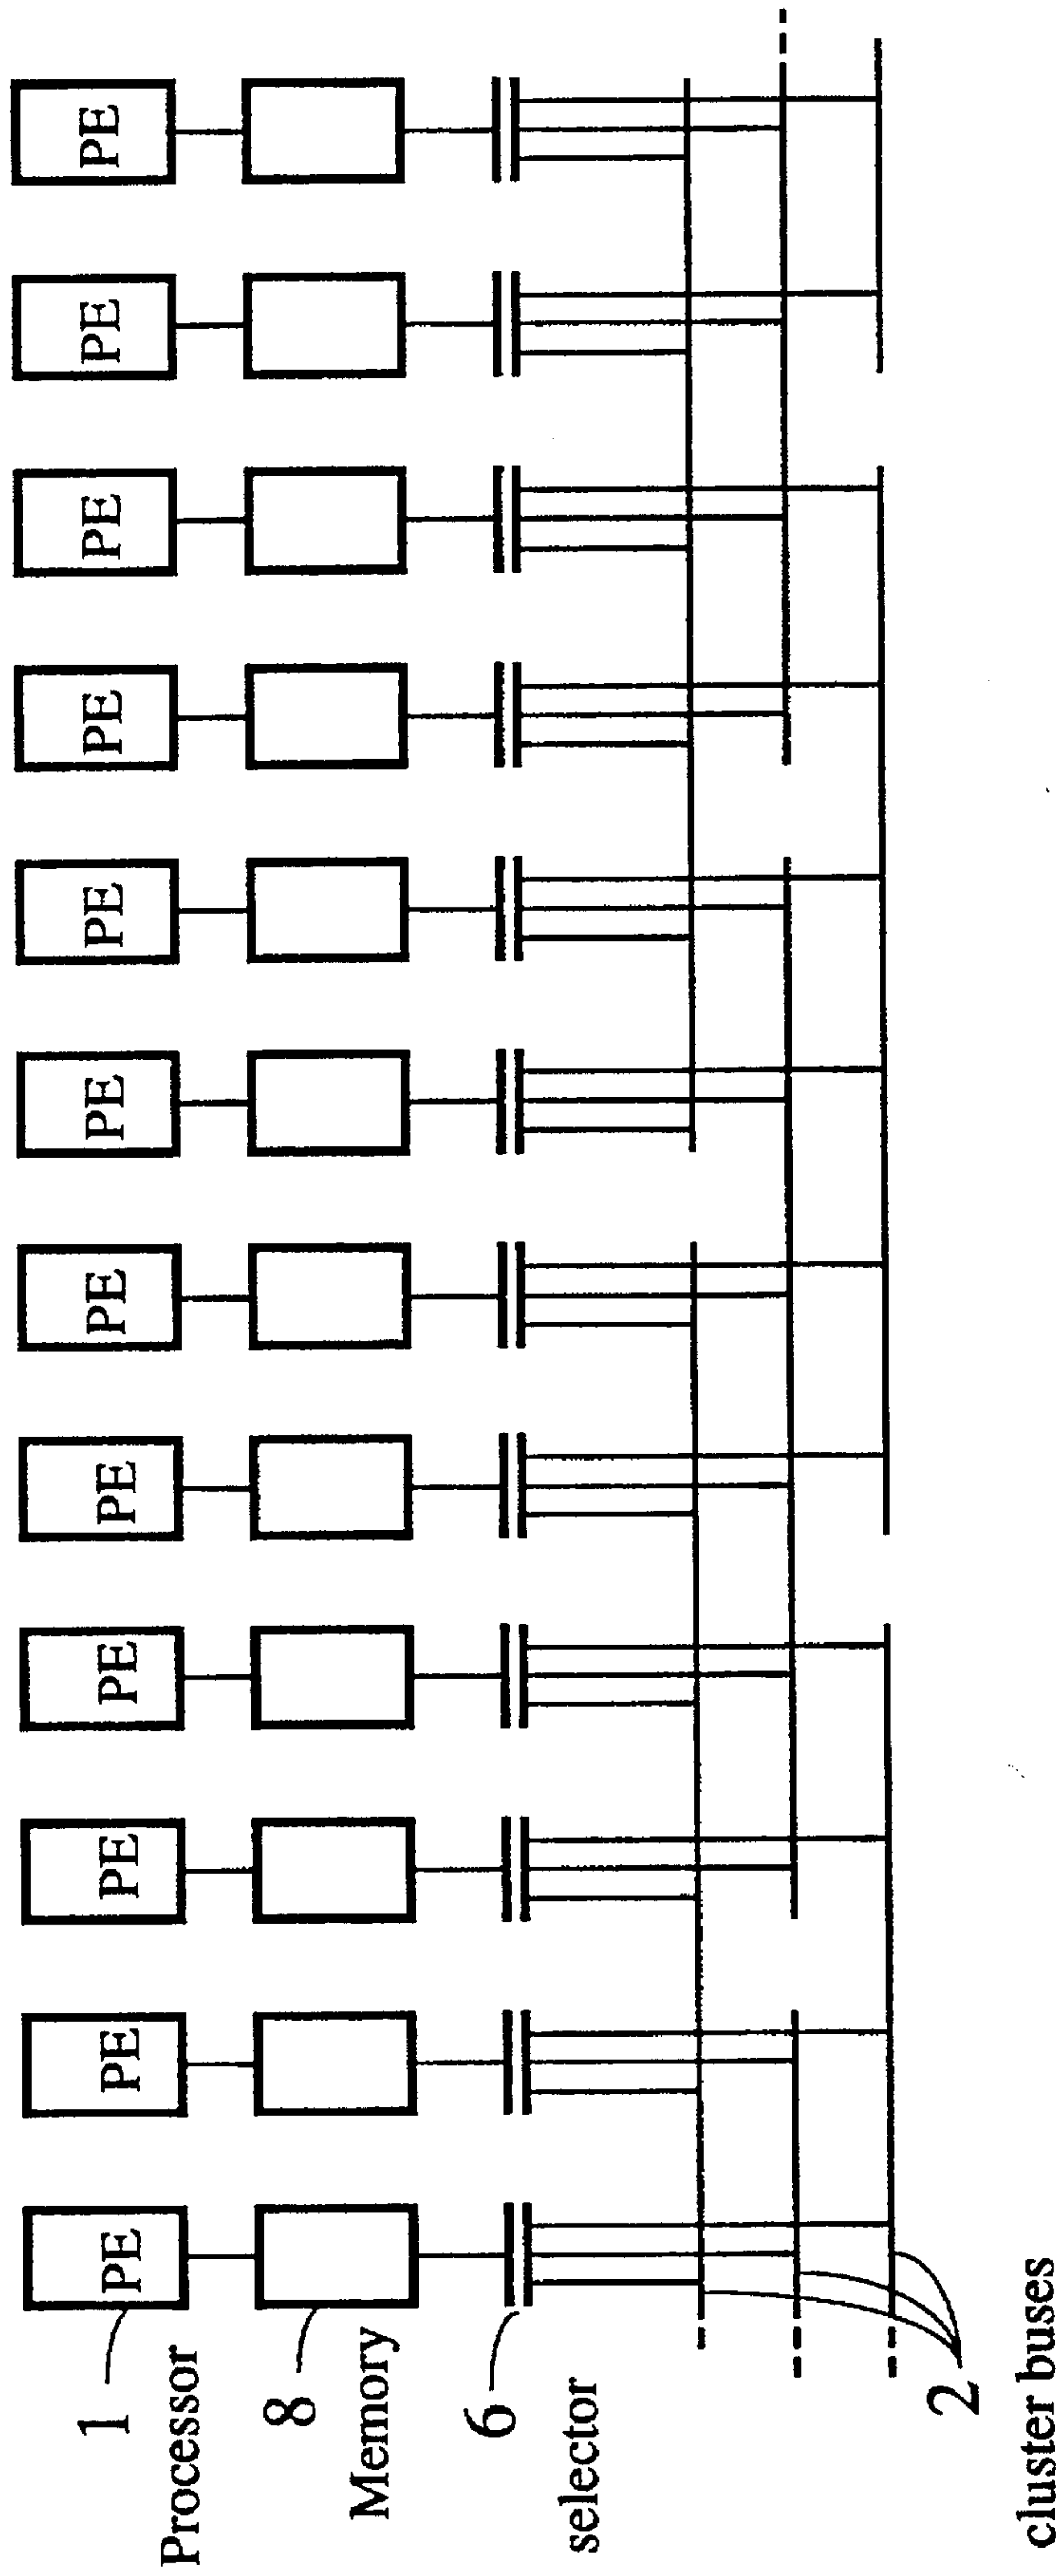 PE PE PE PE PE PE PE PE PE PE PE PE
1
Processor
8
Memory
6
selector
2
cluster buses